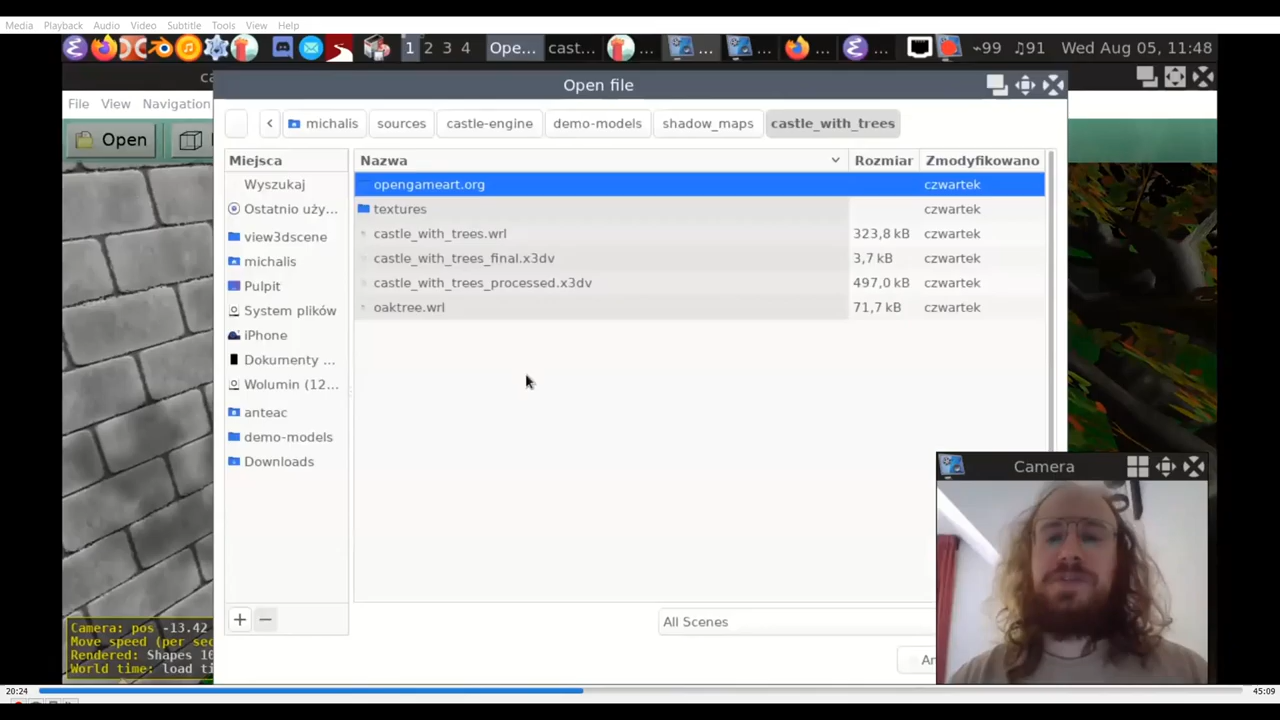 Media Playback Audio Video Subtitle Tools View Help
1 2 3 4 Ope... cast... ... ... ... ... ... ~99 ♫91 Wed Aug 05, 11:48
Open file
File View Navigation
Open
michalis sources castle-engine demo-models shadow_maps castle_with_trees
Miejsca
Wyszukaj
Ostatnio uży...
view3dscene
michalis
Pulpit
System plików
iPhone
Dokumenty ...
Wolumin (12...
anteac
demo-models
Downloads
Nazwa Rozmiar Zmodyfikowano
opengameart.org czwartek
textures czwartek
castle_with_trees.wrl 323,8 kB czwartek
castle_with_trees_final.x3dv 3,7 kB czwartek
castle_with_trees_processed.x3dv 497,0 kB czwartek
oaktree.wrl 71,7 kB czwartek
All Scenes
Camera
Camera: pos -13.42
Move speed (per sec
Rendered: Shapes
World time: load ti
20:24 45:09